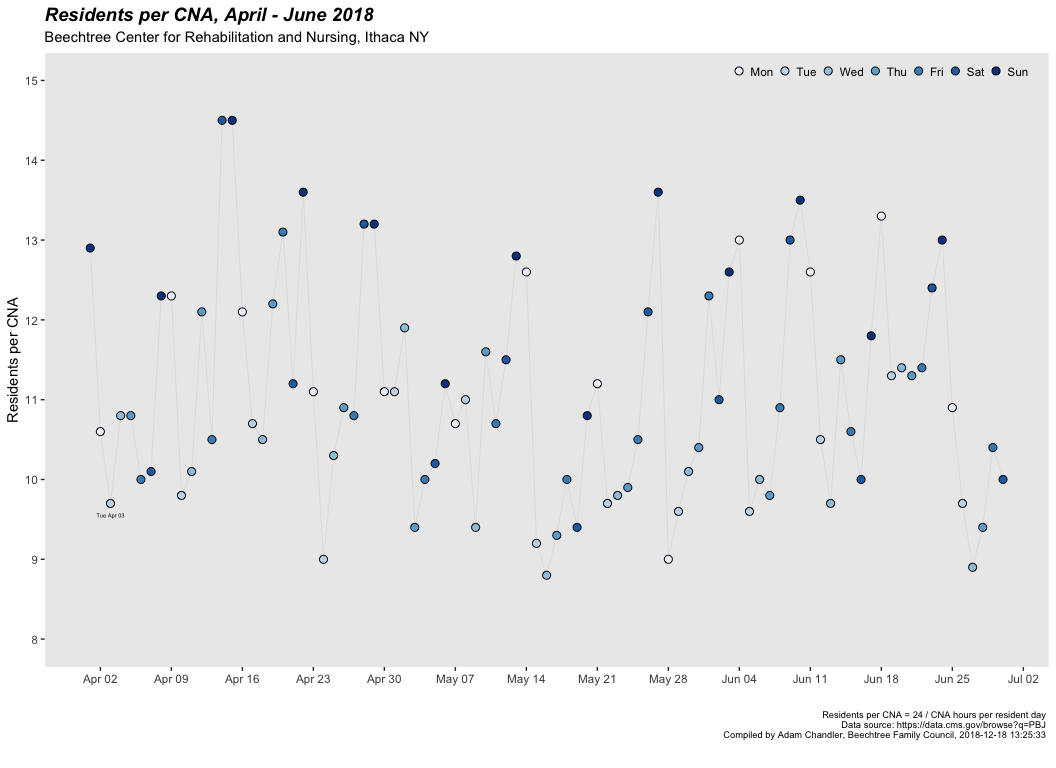 Residents per CNA, April - June 2018
Beechtree Center for Rehabilitation and Nursing, Ithaca NY
Mon Tue Wed Thu Fri Sat Sun
15
14
13
12
11
10
9
8
Residents per CNA
Tue Apr 03
Apr 02 Apr 09 Apr 16 Apr 23 Apr 30 May 07 May 14 May 21 May 28 Jun 04 Jun 11 Jun 18 Jun 25 Jul 02
Residents per CNA = 24 / CNA hours per resident day
Data source: https://data.cms.gov/browse?q=PBJ
Compiled by Adam Chandler, Beechtree Family Council, 2018-12-18 13:25:33